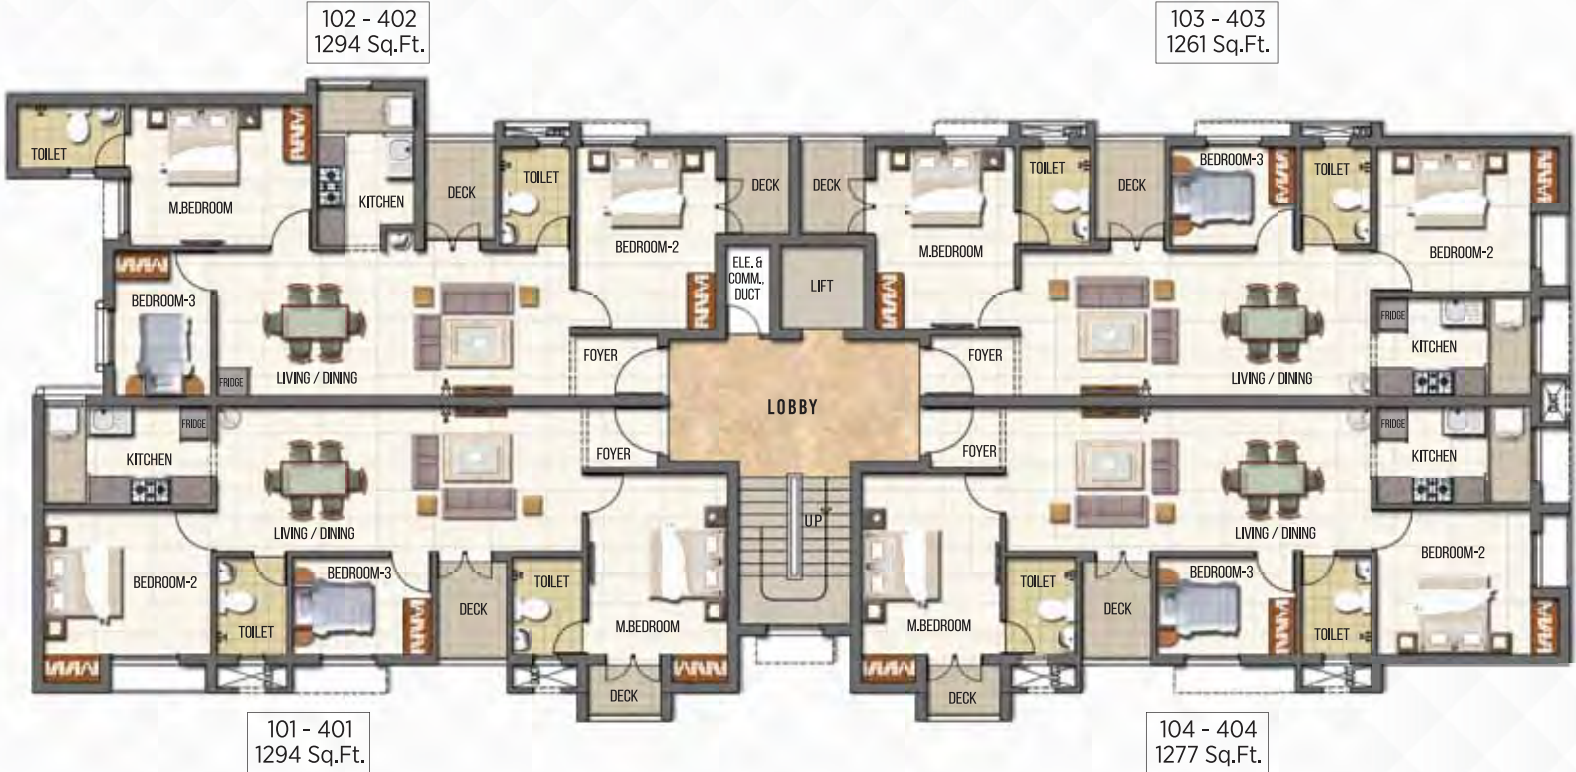 102 - 402
1294 Sq.Ft.
103 - 403
1261 Sq.Ft.
TOILET
M.BEDROOM
KITCHEN
DECK
TOILET
BEDROOM-2
DECK
DECK
M.BEDROOM
TOILET
DECK
BEDROOM-3
TOILET
BEDROOM-2
BEDROOM-3
ELE. &
COMM.,
DUCT
LIFT
FRIDGE
LIVING / DINING
FOYER
FOYER
LIVING / DINING
FRIDGE
KITCHEN
LOBBY
DUCT
KITCHEN
FRIDGE
FOYER
FOYER
FRIDGE
KITCHEN
LIVING / DINING
UP
LIVING / DINING
BEDROOM-2
TOILET
BEDROOM-3
DECK
TOILET
M.BEDROOM
DECK
M.BEDROOM
DECK
TOILET
DECK
BEDROOM-3
TOILET
BEDROOM-2
101 - 401
1294 Sq.Ft.
104 - 404
1277 Sq.Ft.